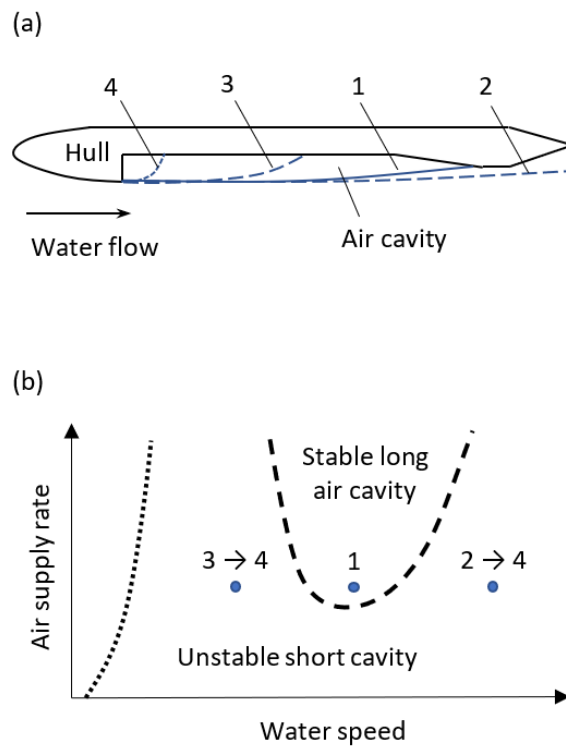 (a)
4
3
1
2
Hull
Air cavity
Water flow
(b)
Air supply rate
Stable long
air cavity
3 → 4
1
2 → 4
Unstable short cavity
Water speed